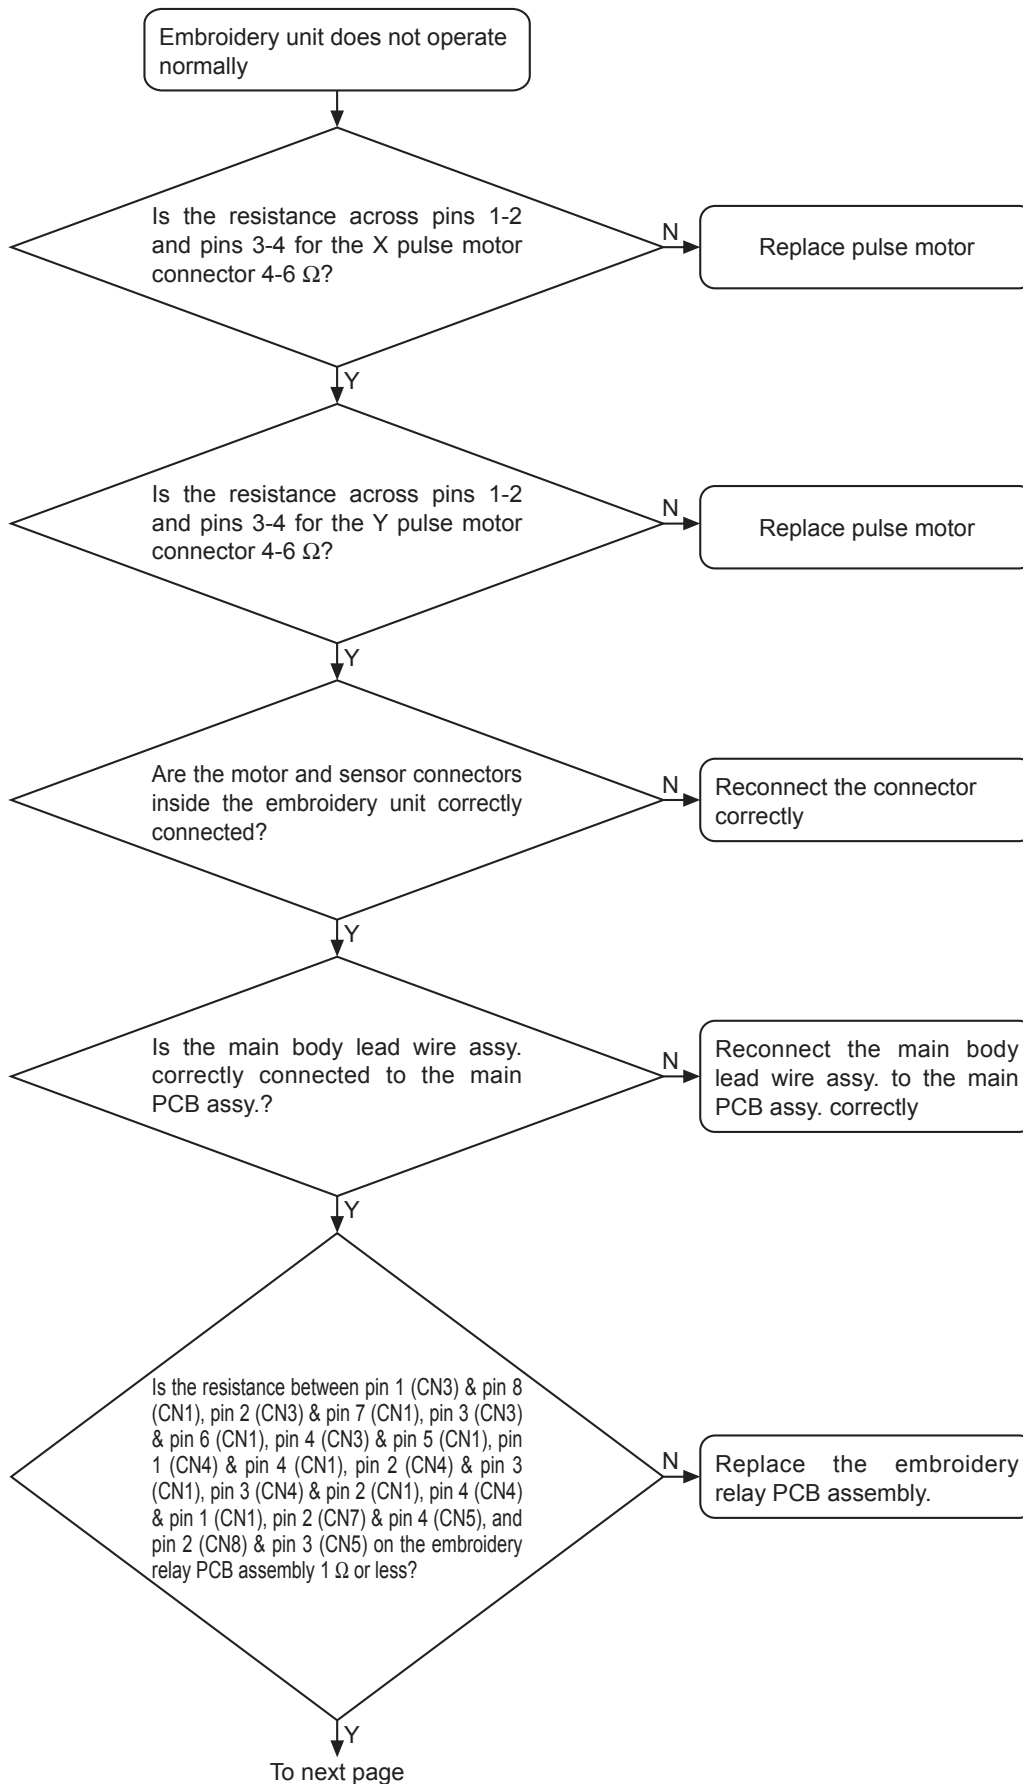 Embroidery unit does not operate
normally
Is the resistance across pins 1-2
and pins 3-4 for the X pulse motor
connector 4-6 Ω?
N
Replace pulse motor
Y
Is the resistance across pins 1-2
and pins 3-4 for the Y pulse motor
connector 4-6 Ω?
N
Replace pulse motor
Y
Are the motor and sensor connectors
inside the embroidery unit correctly
connected?
N
Reconnect the connector
correctly
Y
Is the main body lead wire assy.
correctly connected to the main
PCB assy.?
N
Reconnect the main body
lead wire assy. to the main
PCB assy. correctly
Y
Is the resistance between pin 1 (CN3) & pin 8
(CN1), pin 2 (CN3) & pin 7 (CN1), pin 3 (CN3)
& pin 6 (CN1), pin 4 (CN3) & pin 5 (CN1), pin
1 (CN4) & pin 4 (CN1), pin 2 (CN4) & pin 3
(CN1), pin 3 (CN4) & pin 2 (CN1), pin 4 (CN4)
& pin 1 (CN1), pin 2 (CN7) & pin 4 (CN5), and
pin 2 (CN8) & pin 3 (CN5) on the embroidery
relay PCB assembly 1 Ω or less?
N
Replace the embroidery
relay PCB assembly.
Y
To next page